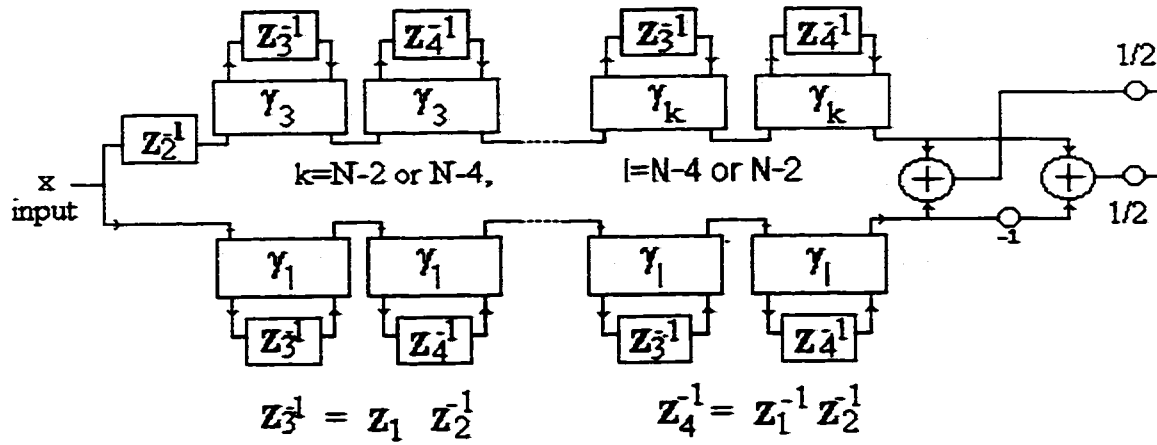 z₃⁻¹ z₄⁻¹ z₃⁻¹ z₄⁻¹
1/2
γ₃ γ₃ γₖ γₖ
z₂⁻¹
k=N-2 or N-4, l=N-4 or N-2
x
input
+ +
1/2
-1
γ₁ γ₁ γₗ γₗ
z₃⁻¹ z₄⁻¹ z₃⁻¹ z₄⁻¹
z₃⁻¹ = z₁ z₂⁻¹ z₄⁻¹ = z₁⁻¹ z₂⁻¹